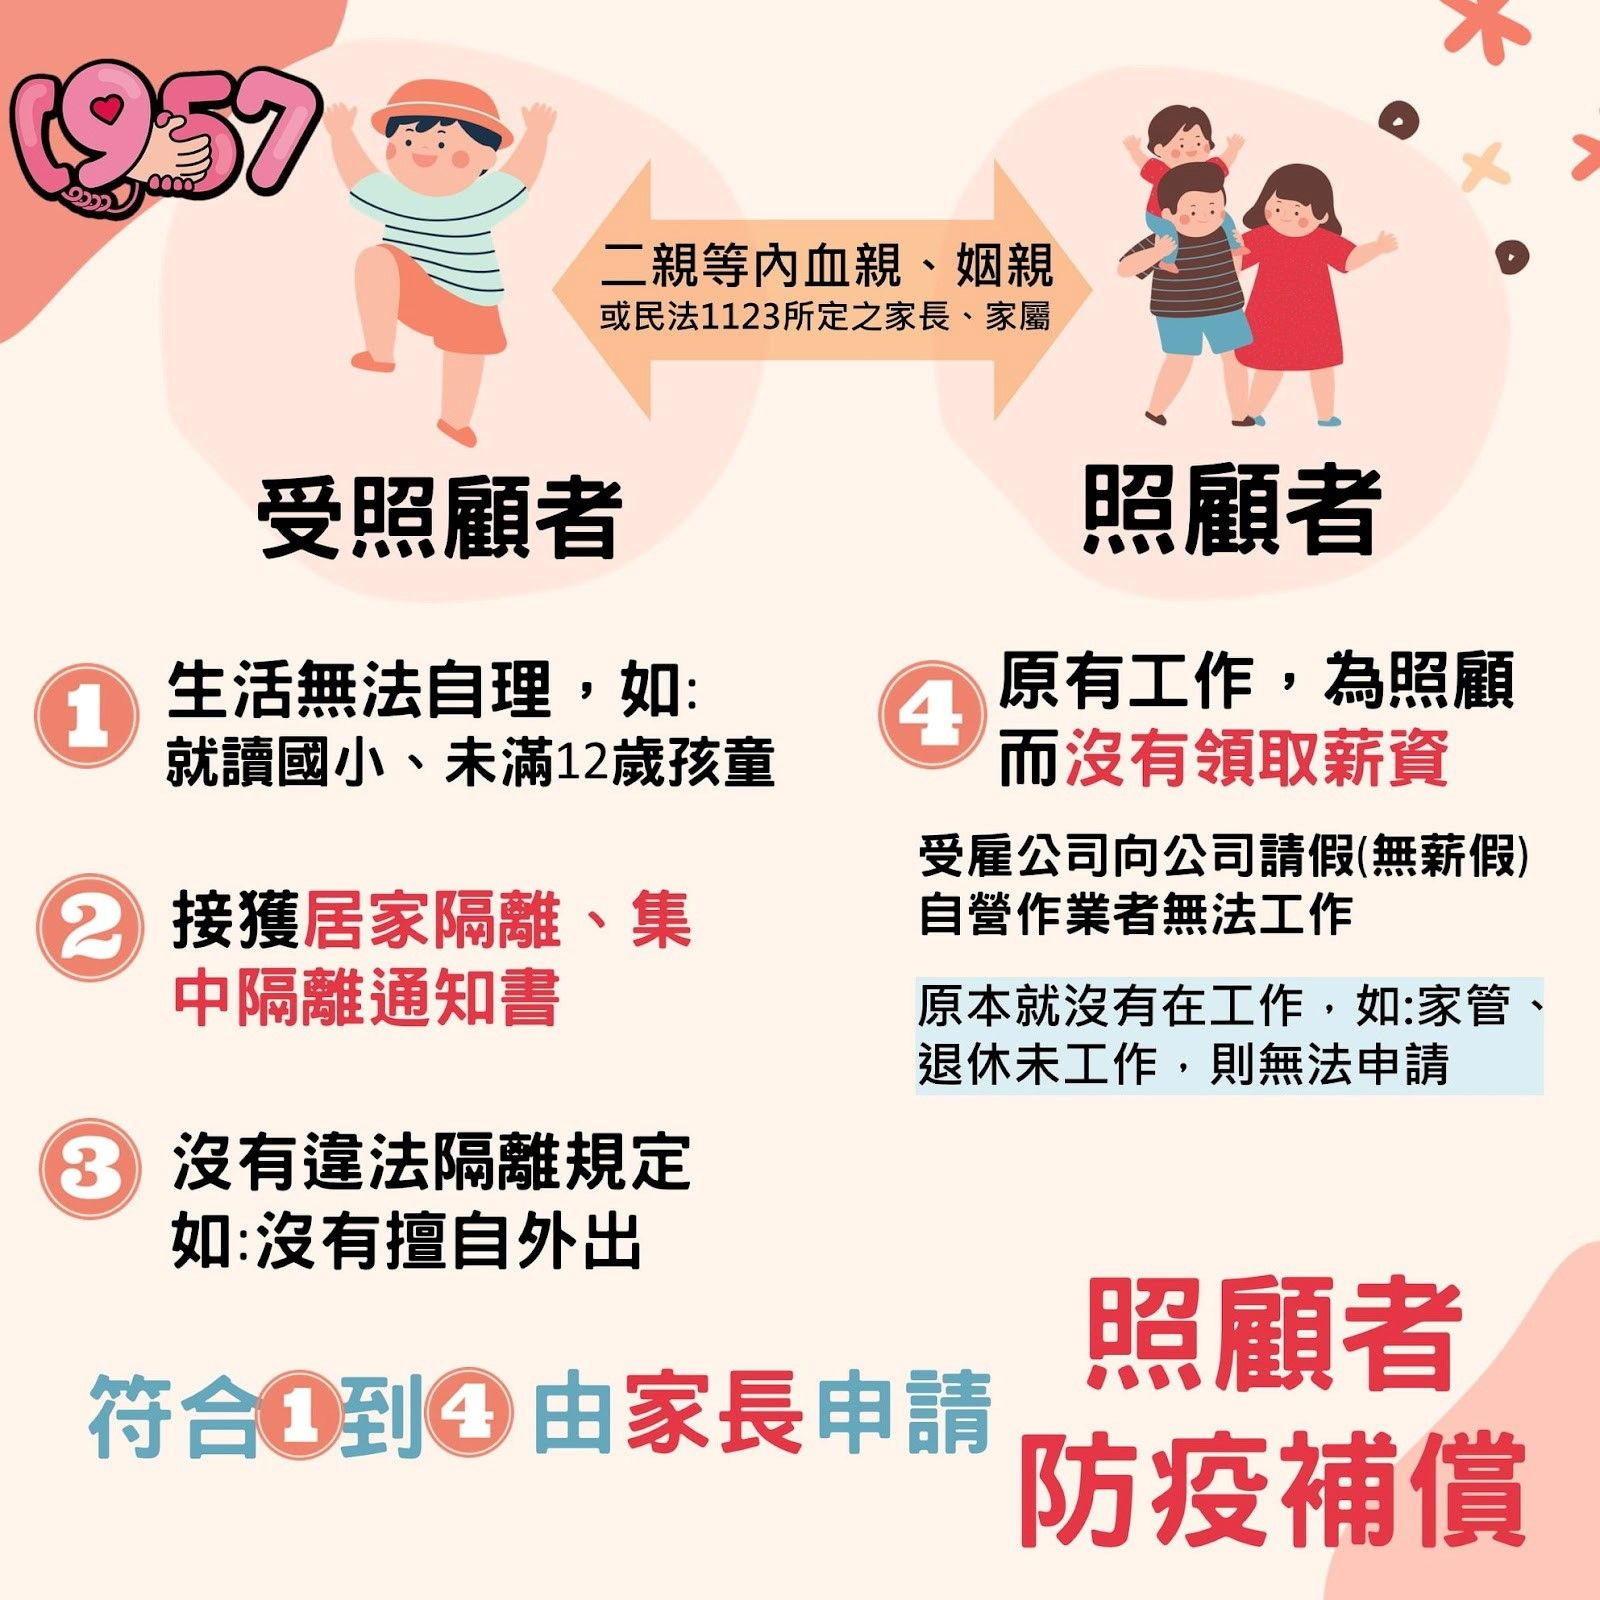 1957
二親等內血親、姻親
或民法1123所定之家長、家屬
受照顧者
照顧者
1 生活無法自理，如:
就讀國小、未滿12歲孩童
2 接獲居家隔離、集
中隔離通知書
3 沒有違法隔離規定
如:沒有擅自外出
4 原有工作，為照顧
而沒有領取薪資
受雇公司向公司請假(無薪假)
自營作業者無法工作
原本就沒有在工作，如:家管、
退休未工作，則無法申請
符合1到4 由家長申請
照顧者
防疫補償